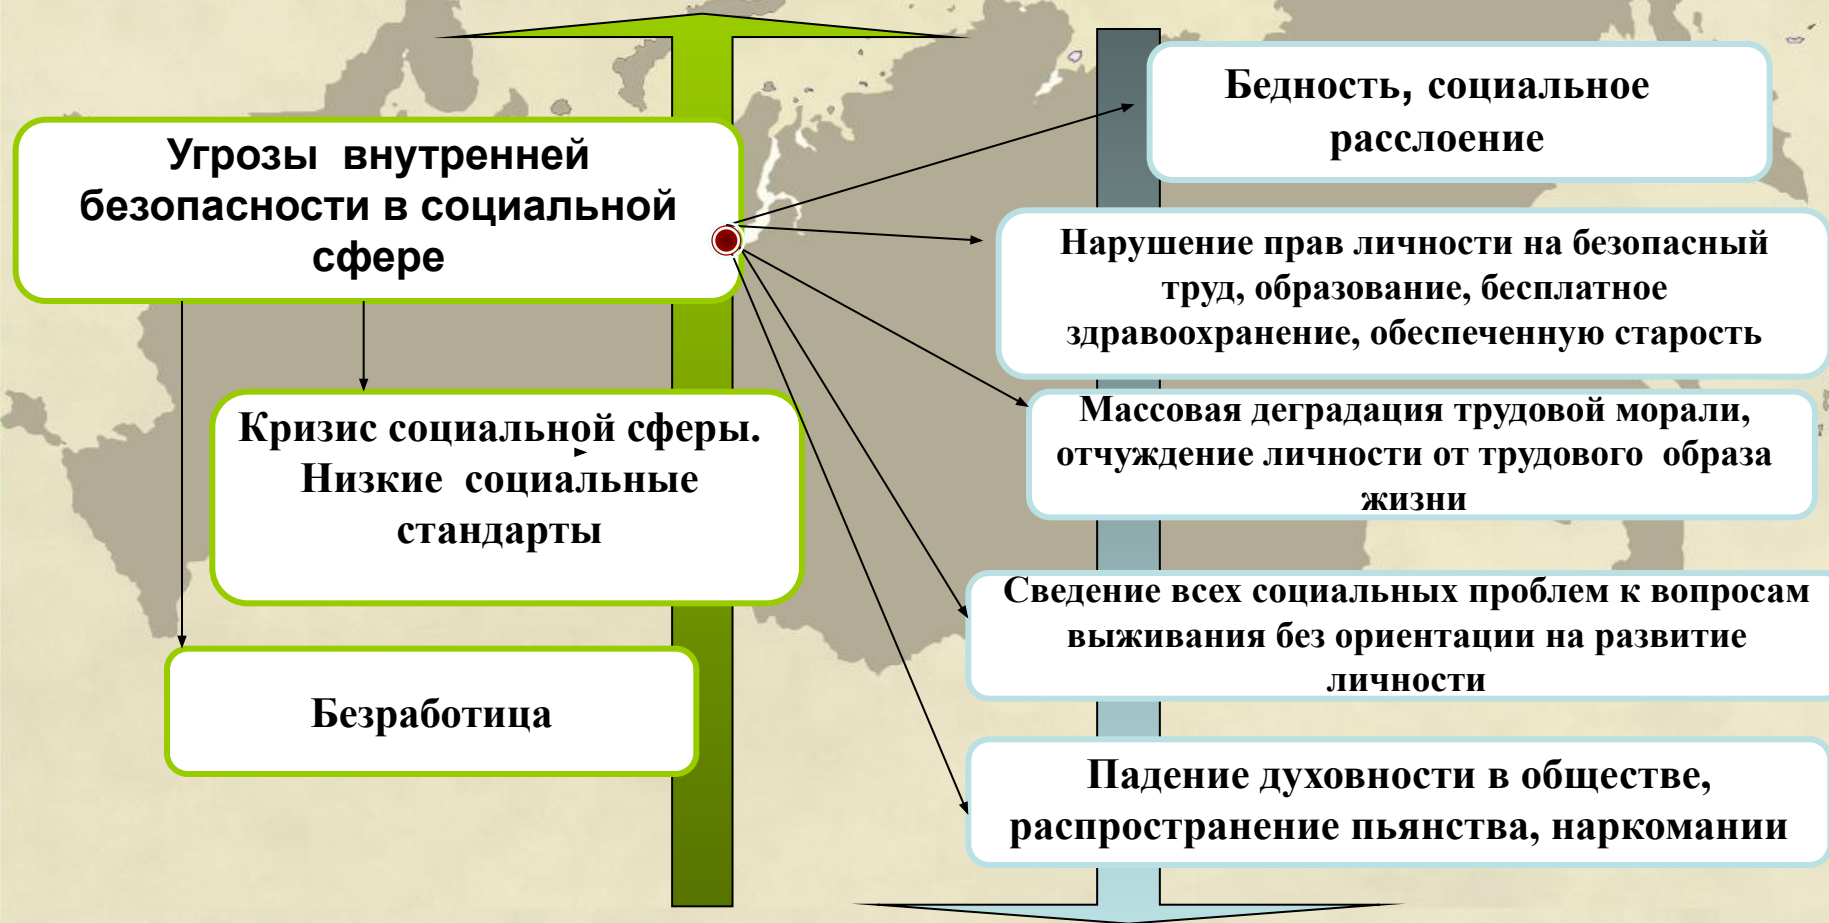 Угрозы внутренней
безопасности в социальной
сфере
Кризис социальной сферы.
Низкие социальные
стандарты
Безработица
Бедность, социальное
расслоение
Нарушение прав личности на безопасный
труд, образование, бесплатное
здравоохранение, обеспеченную старость
Массовая деградация трудовой морали,
отчуждение личности от трудового образа
жизни
Сведение всех социальных проблем к вопросам
выживания без ориентации на развитие
личности
Падение духовности в обществе,
распространение пьянства, наркомании